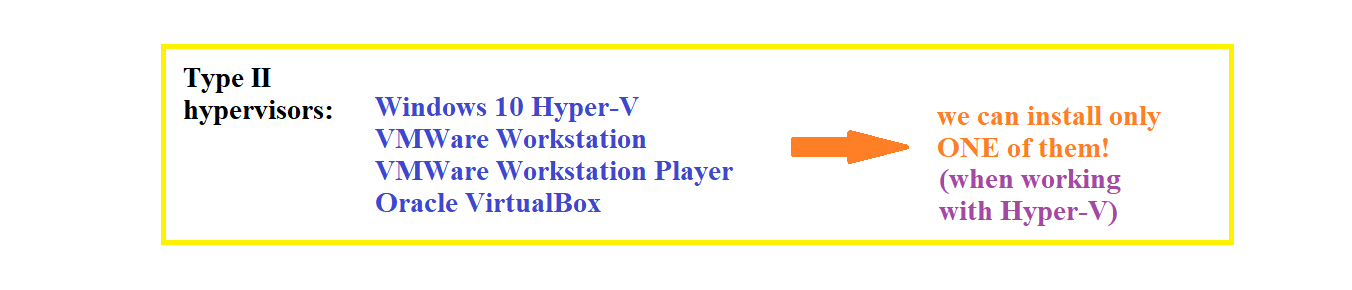 Type II
hypervisors:
Windows 10 Hyper-V
VMWare Workstation
VMWare Workstation Player
Oracle VirtualBox
we can install only
ONE of them!
(when working
with Hyper-V)